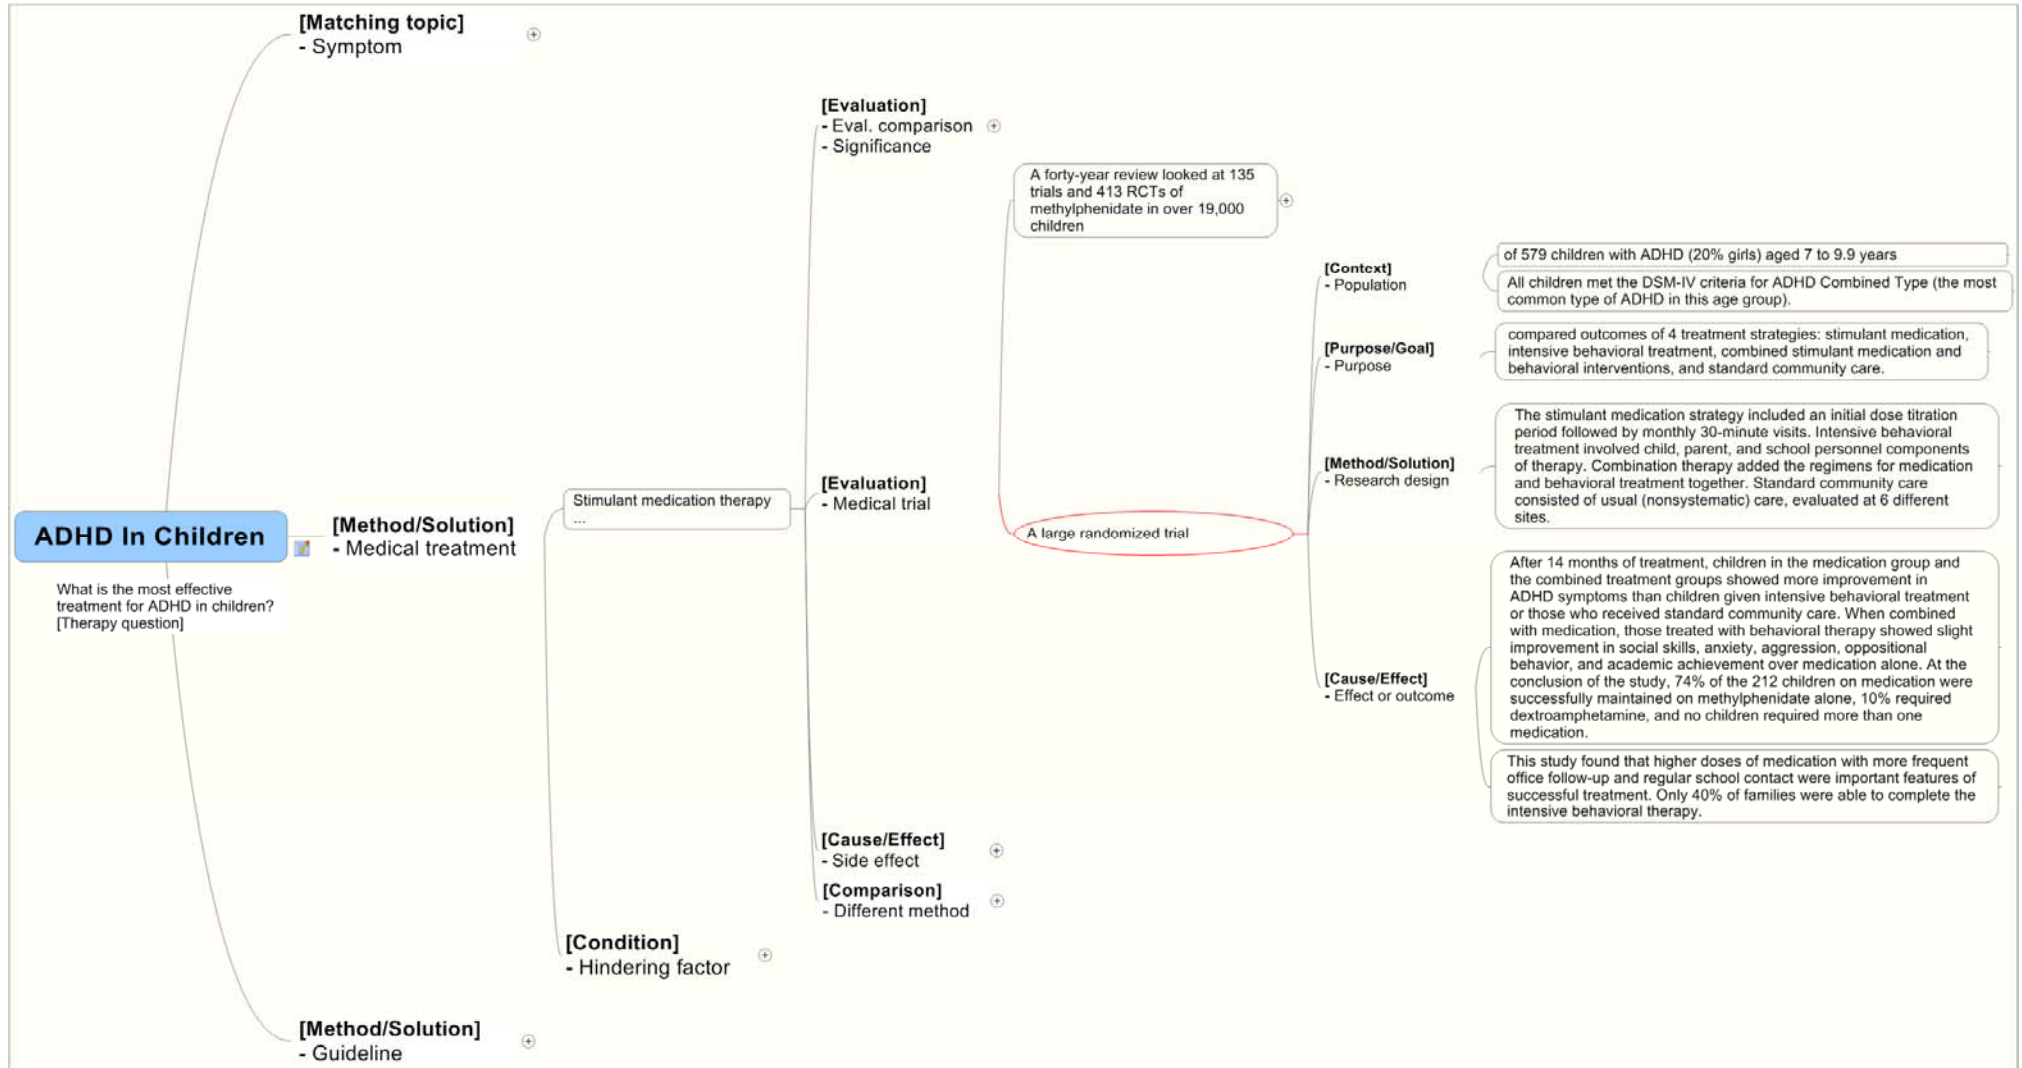 [Matching topic]
- Symptom
ADHD In Children
What is the most effective
treatment for ADHD in children?
[Therapy question]
[Method/Solution]
- Medical treatment
Stimulant medication therapy
...
[Evaluation]
- Eval. comparison
- Significance
[Evaluation]
- Medical trial
A forty-year review looked at 135
trials and 413 RCTs of
methylphenidate in over 19,000
children
A large randomized trial
[Context]
- Population
of 579 children with ADHD (20% girls) aged 7 to 9.9 years
All children met the DSM-IV criteria for ADHD Combined Type (the most
common type of ADHD in this age group).
[Purpose/Goal]
- Purpose
compared outcomes of 4 treatment strategies: stimulant medication,
intensive behavioral treatment, combined stimulant medication and
behavioral interventions, and standard community care.
[Method/Solution]
- Research design
The stimulant medication strategy included an initial dose titration
period followed by monthly 30-minute visits. Intensive behavioral
treatment involved child, parent, and school personnel components
of therapy. Combination therapy added the regimens for medication
and behavioral treatment together. Standard community care
consisted of usual (nonsystematic) care, evaluated at 6 different
sites.
[Cause/Effect]
- Effect or outcome
After 14 months of treatment, children in the medication group and
the combined treatment groups showed more improvement in
ADHD symptoms than children given intensive behavioral treatment
or those who received standard community care. When combined
with medication, those treated with behavioral therapy showed slight
improvement in social skills, anxiety, aggression, oppositional
behavior, and academic achievement over medication alone. At the
conclusion of the study, 74% of the 212 children on medication were
successfully maintained on methylphenidate alone, 10% required
dextroamphetamine, and no children required more than one
medication.
This study found that higher doses of medication with more frequent
office follow-up and regular school contact were important features of
successful treatment. Only 40% of families were able to complete the
intensive behavioral therapy.
[Cause/Effect]
- Side effect
[Comparison]
- Different method
[Condition]
- Hindering factor
[Method/Solution]
- Guideline